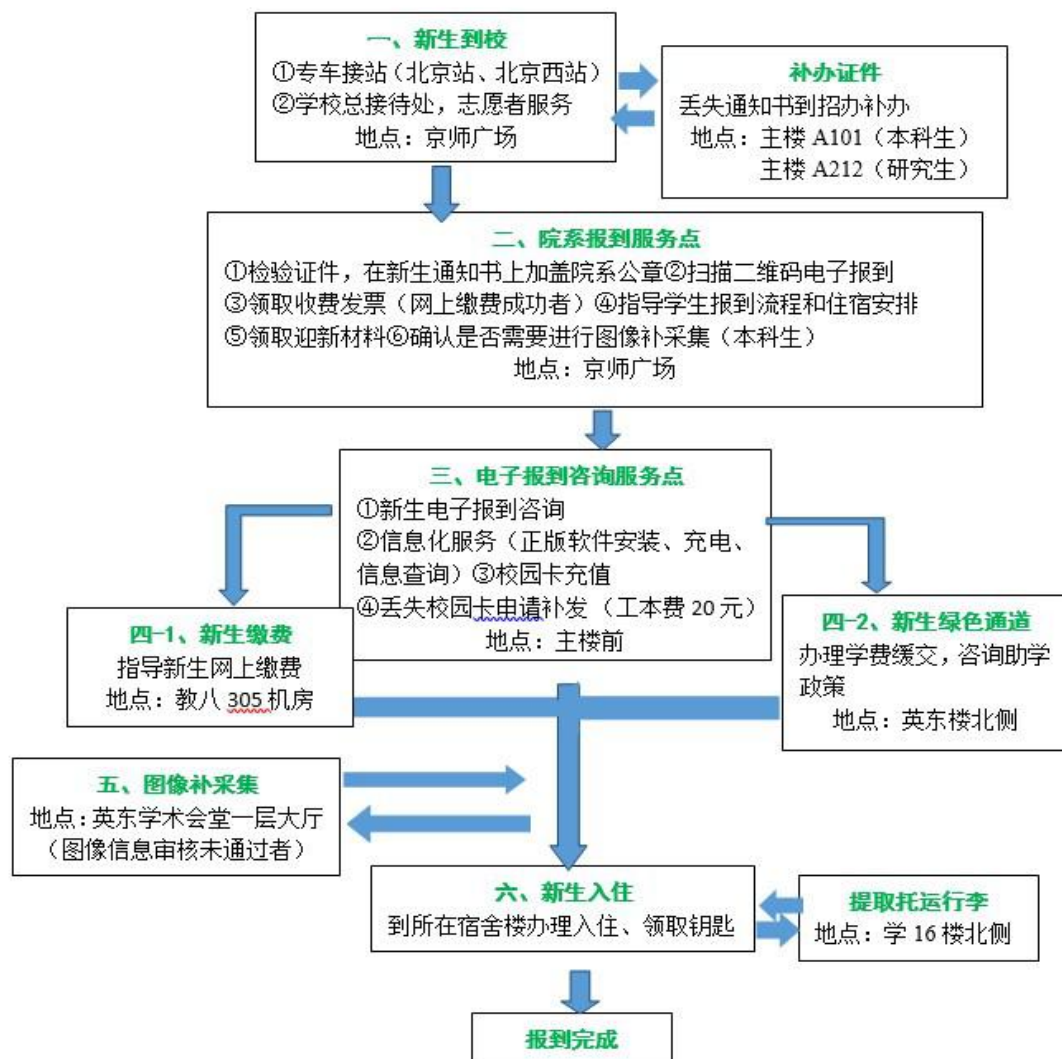 一、新生到校
①专车接站（北京站、北京西站）
②学校总接待处，志愿者服务
地点：京师广场
补办证件
丢失通知书到招办补办
地点：主楼 A101（本科生）
主楼 A212（研究生）
二、院系报到服务点
①检验证件，在新生通知书上加盖院系公章②扫描二维码电子报到
③领取收费发票（网上缴费成功者）④指导学生报到流程和住宿安排
⑤领取迎新材料⑥确认是否需要进行图像补采集（本科生）
地点：京师广场
三、电子报到咨询服务点
①新生电子报到咨询
②信息化服务（正版软件安装、充电、
信息查询）③校园卡充值
④丢失校园卡申请补发 （工本费 20 元）
地点：主楼前
四-1、新生缴费
指导新生网上缴费
地点：教八 305 机房
四-2、新生绿色通道
办理学费缓交，咨询助学
政策
地点：英东楼北侧
五、图像补采集
地点：英东学术会堂一层大厅
（图像信息审核未通过者）
六、新生入住
到所在宿舍楼办理入住、领取钥匙
提取托运行李
地点：学 16 楼北侧
报到完成